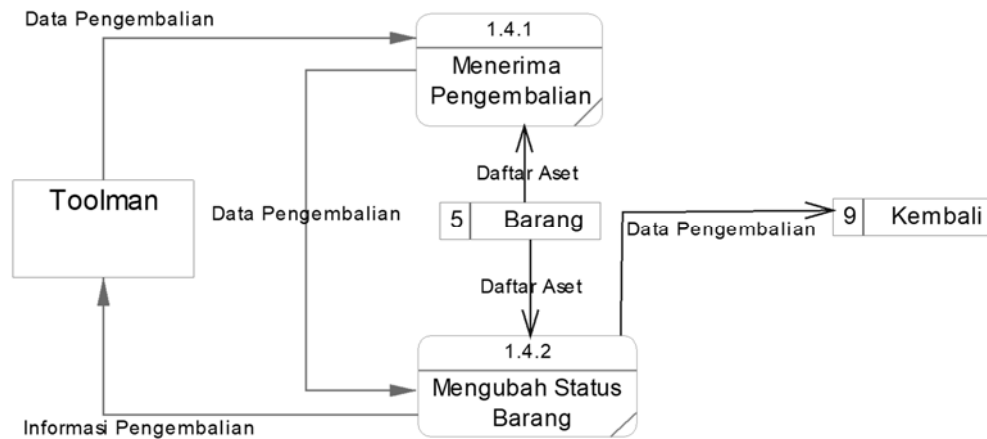 Data Pengembalian
1.4.1
Menerima
Pengembalian
Daftar Aset
Toolman
Data Pengembalian
5 Barang
9 Kembali
Data Pengembalian
Daftar Aset
1.4.2
Mengubah Status
Barang
Informasi Pengembalian